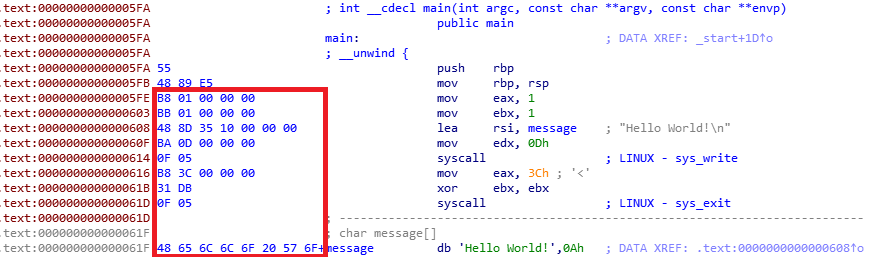 .text:00000000000005FA ; int __cdecl main(int argc, const char **argv, const char **envp)
.text:00000000000005FA public main
.text:00000000000005FA main: ; DATA XREF: _start+1D↑o
.text:00000000000005FA ; __unwind {
.text:00000000000005FA 55 push rbp
.text:00000000000005FB 48 89 E5 mov rbp, rsp
.text:00000000000005FE B8 01 00 00 00 mov eax, 1
.text:0000000000000603 BB 01 00 00 00 mov ebx, 1
.text:0000000000000608 48 8D 35 10 00 00 00 lea rsi, message ; "Hello World!\n"
.text:000000000000060F BA 0D 00 00 00 mov edx, 0Dh
.text:0000000000000614 0F 05 syscall ; LINUX - sys_write
.text:0000000000000616 B8 3C 00 00 00 mov eax, 3Ch ; '<'
.text:000000000000061B 31 DB xor ebx, ebx
.text:000000000000061D 0F 05 syscall ; LINUX - sys_exit
.text:000000000000061D ; ---------------------------------------------------------------------------
.text:000000000000061F ; char message[]
.text:000000000000061F 48 65 6C 6C 6F 20 57 6F+message db 'Hello World!',0Ah ; DATA XREF: .text:0000000000000608↑o